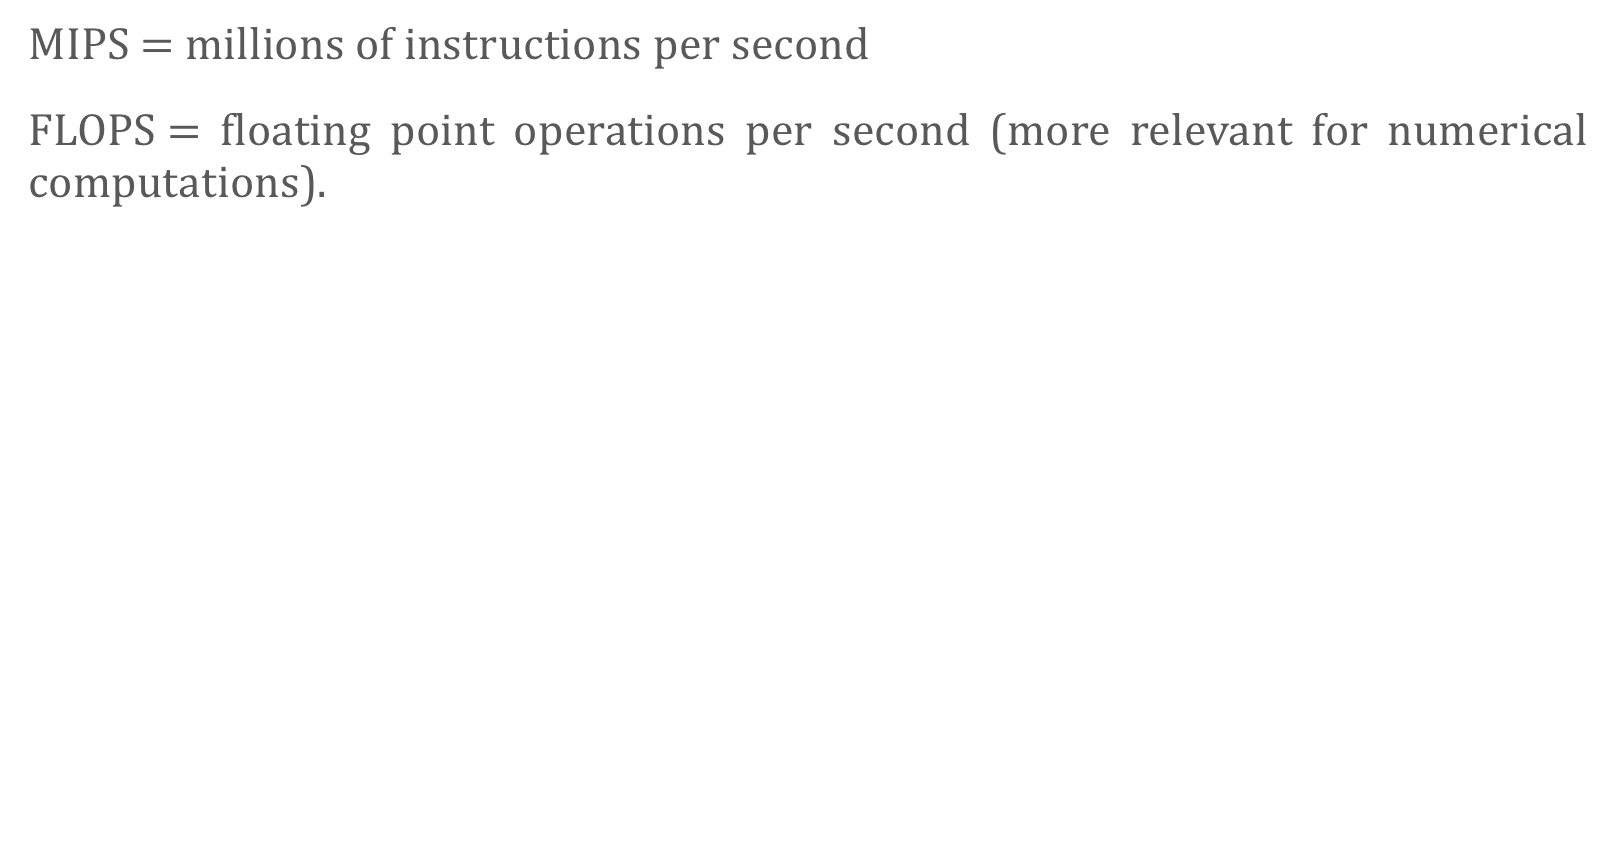 MIPS = millions of instructions per second
FLOPS = floating point operations per second (more relevant for numerical
computations).